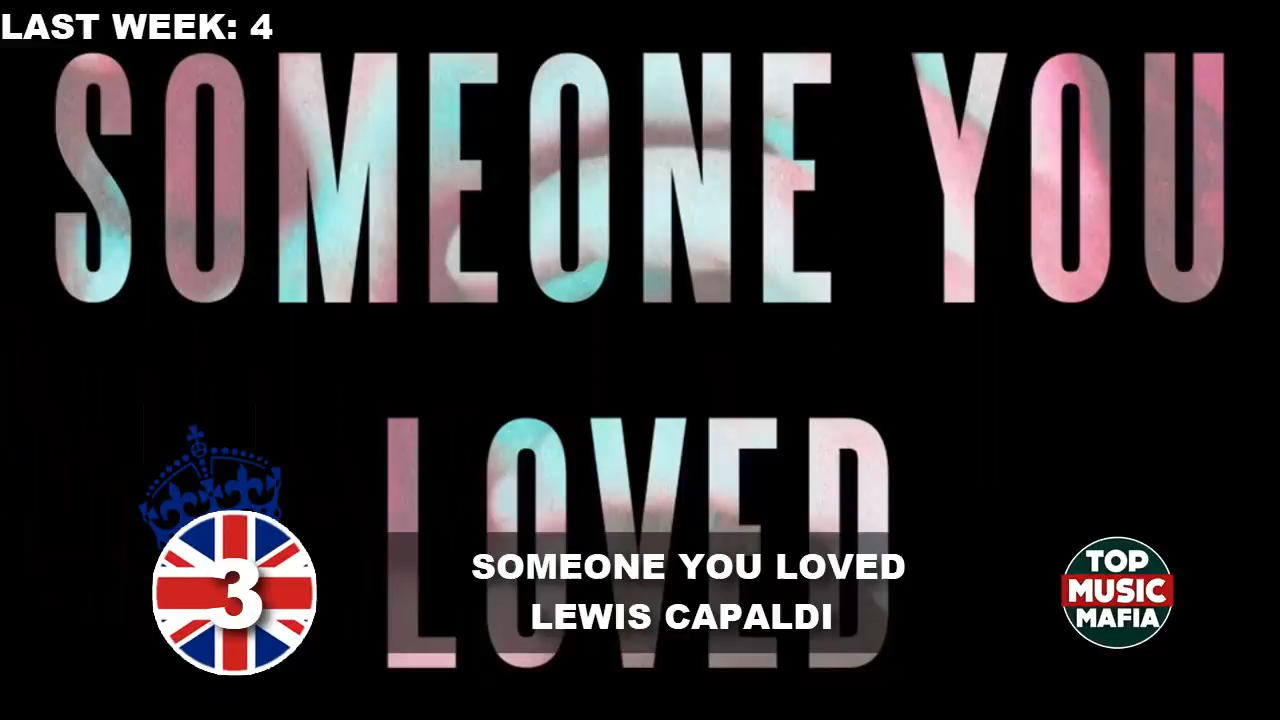 LAST WEEK: 4
SOMEONE YOU
LOVED
3
SOMEONE YOU LOVED
LEWIS CAPALDI
TOP
MUSIC
MAFIA